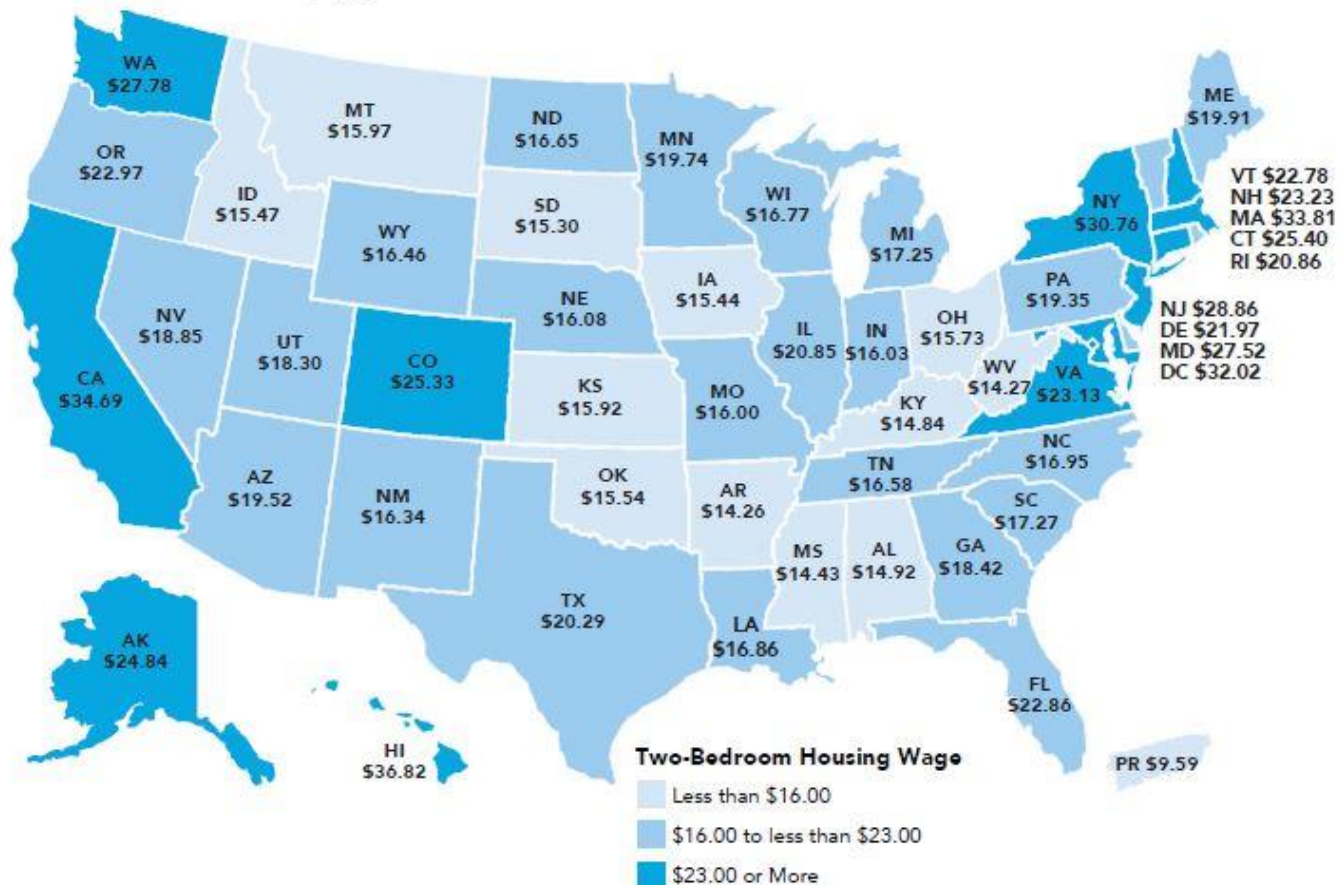 WA
$27.78
MT
$15.97
ND
$16.65
MN
$19.74
ME
$19.91
OR
$22.97
ID
$15.47
SD
$15.30
WI
$16.77
MI
$17.25
NY
$30.76
VT $22.78
NH $23.23
MA $33.81
CT $25.40
RI $20.86
WY
$16.46
IA
$15.44
PA
$19.35
NJ $28.86
DE $21.97
MD $27.52
DC $32.02
NV
$18.85
UT
$18.30
NE
$16.08
IL
$20.85
IN
$16.03
OH
$15.73
CA
$34.69
CO
$25.33
KS
$15.92
MO
$16.00
WV
$14.27
VA
$23.13
KY
$14.84
AZ
$19.52
NM
$16.34
OK
$15.54
AR
$14.26
TN
$16.58
NC
$16.95
SC
$17.27
MS
$14.43
AL
$14.92
GA
$18.42
TX
$20.29
LA
$16.86
AK
$24.84
HI
$36.82
FL
$22.86
PR $9.59
Two-Bedroom Housing Wage
Less than $16.00
$16.00 to less than $23.00
$23.00 or More